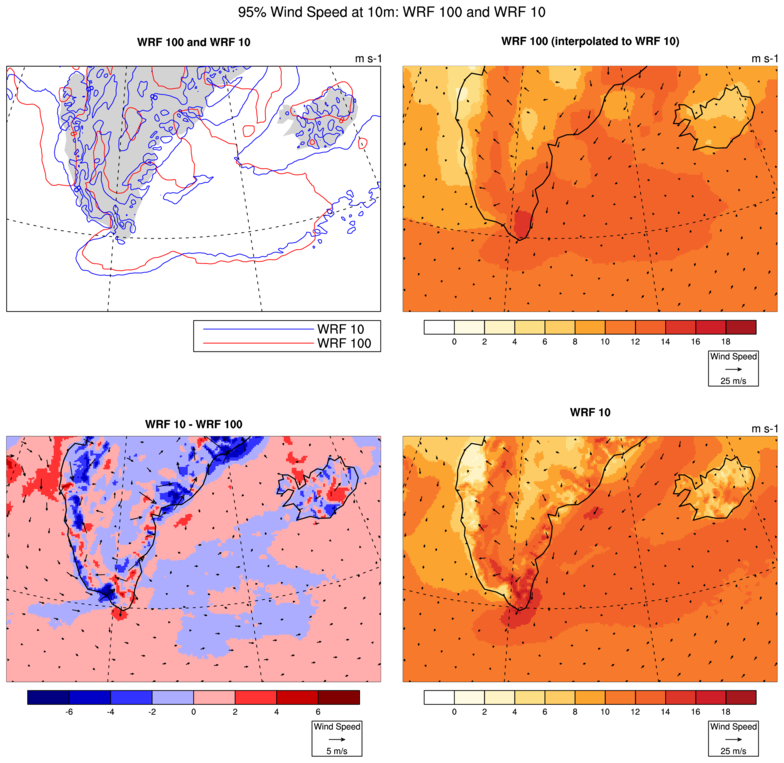 95% Wind Speed at 10m: WRF 100 and WRF 10
WRF 100 and WRF 10
m s-1
WRF 10
WRF 100
WRF 100 (interpolated to WRF 10)
m s-1
0 2 4 6 8 10 12 14 16 18
Wind Speed
25 m/s
WRF 10 - WRF 100
-6 -4 -2 0 2 4 6
Wind Speed
5 m/s
WRF 10
m s-1
0 2 4 6 8 10 12 14 16 18
Wind Speed
25 m/s